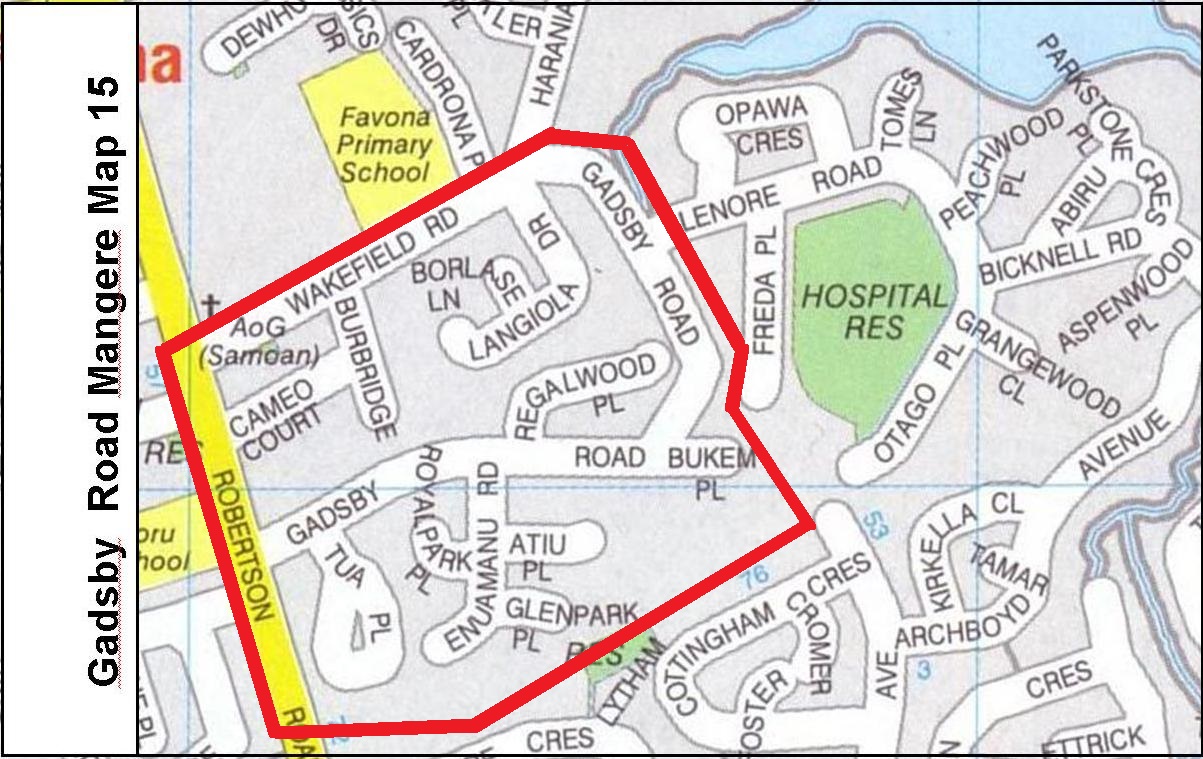 Gadsby Road Mangere Map 15
na
DEWHU
SICS
DR
PL
TLER
HARANIA
CARDRONA P
Favona
Primary
School
OPAWA
CRES
TOMES
LN
PARKSTONE
PL
PEACHWOOD
PL
ABIRU
CRES
GADSBY
ROAD
LENORE ROAD
WAKEFIELD RD
DR
BORLASE
LN
LANGIOLA
FREDA PL
HOSPITAL
RES
BICKNELL RD
ASPENWOOD
PL
GRANGEWOOD
CL
OTAGO PL
AoG
(Samoan)
BURBRIDGE
CAMEO
COURT
REGALWOOD
PL
RES
ROBERTSON
GADSBY ROAD
BUKEM
PL
AVENUE
ROYALPARK
PL
ENUAMANU RD
ATIU
PL
TUA PL
GLENPARK
PL
oru
hool
RES
LYTHAM
53
76
COTTINGHAM CRES
CROMER
KIRKELLA CL
TAMAR
ARCHBOYD
AVE
3
OSTER
CRES
CRES
ETTRICK
ROA
E PL
N